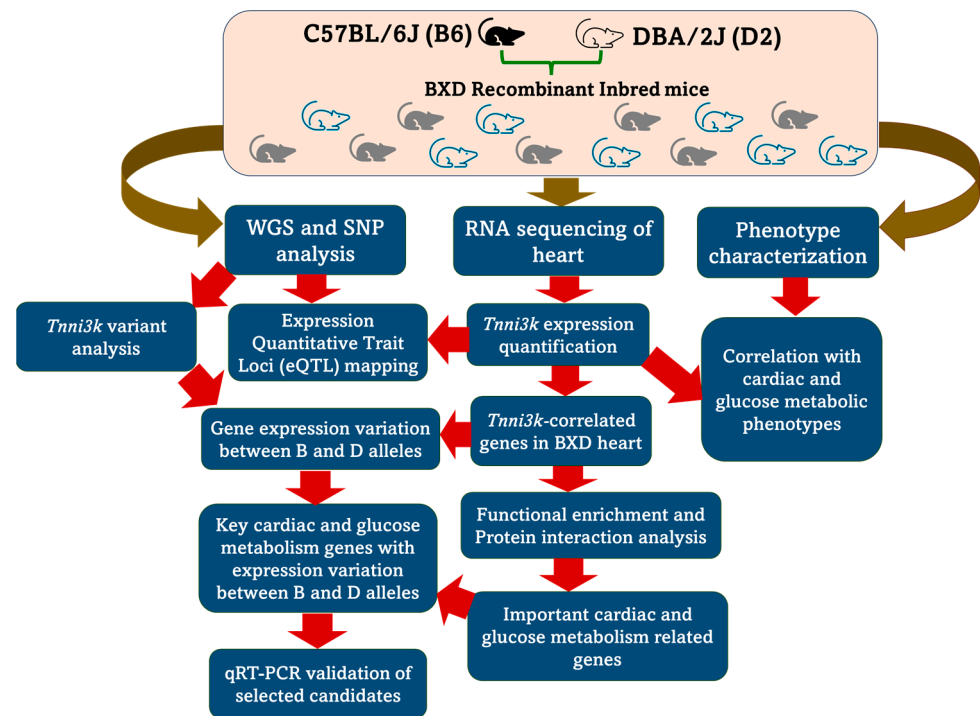 C57BL/6J (B6) DBA/2J (D2)
BXD Recombinant Inbred mice
WGS and SNP
analysis
RNA sequencing of
heart
Phenotype
characterization
Tnni3k variant
analysis
Expression
Quantitative Trait
Loci (eQTL) mapping
Tnni3k expression
quantification
Correlation with
cardiac and
glucose metabolic
phenotypes
Gene expression variation
between B and D alleles
Tnni3k-correlated
genes in BXD heart
Key cardiac and glucose
metabolism genes with
expression variation
between B and D alleles
Functional enrichment and
Protein interaction analysis
Important cardiac and
glucose metabolism related
genes
qRT-PCR validation of
selected candidates